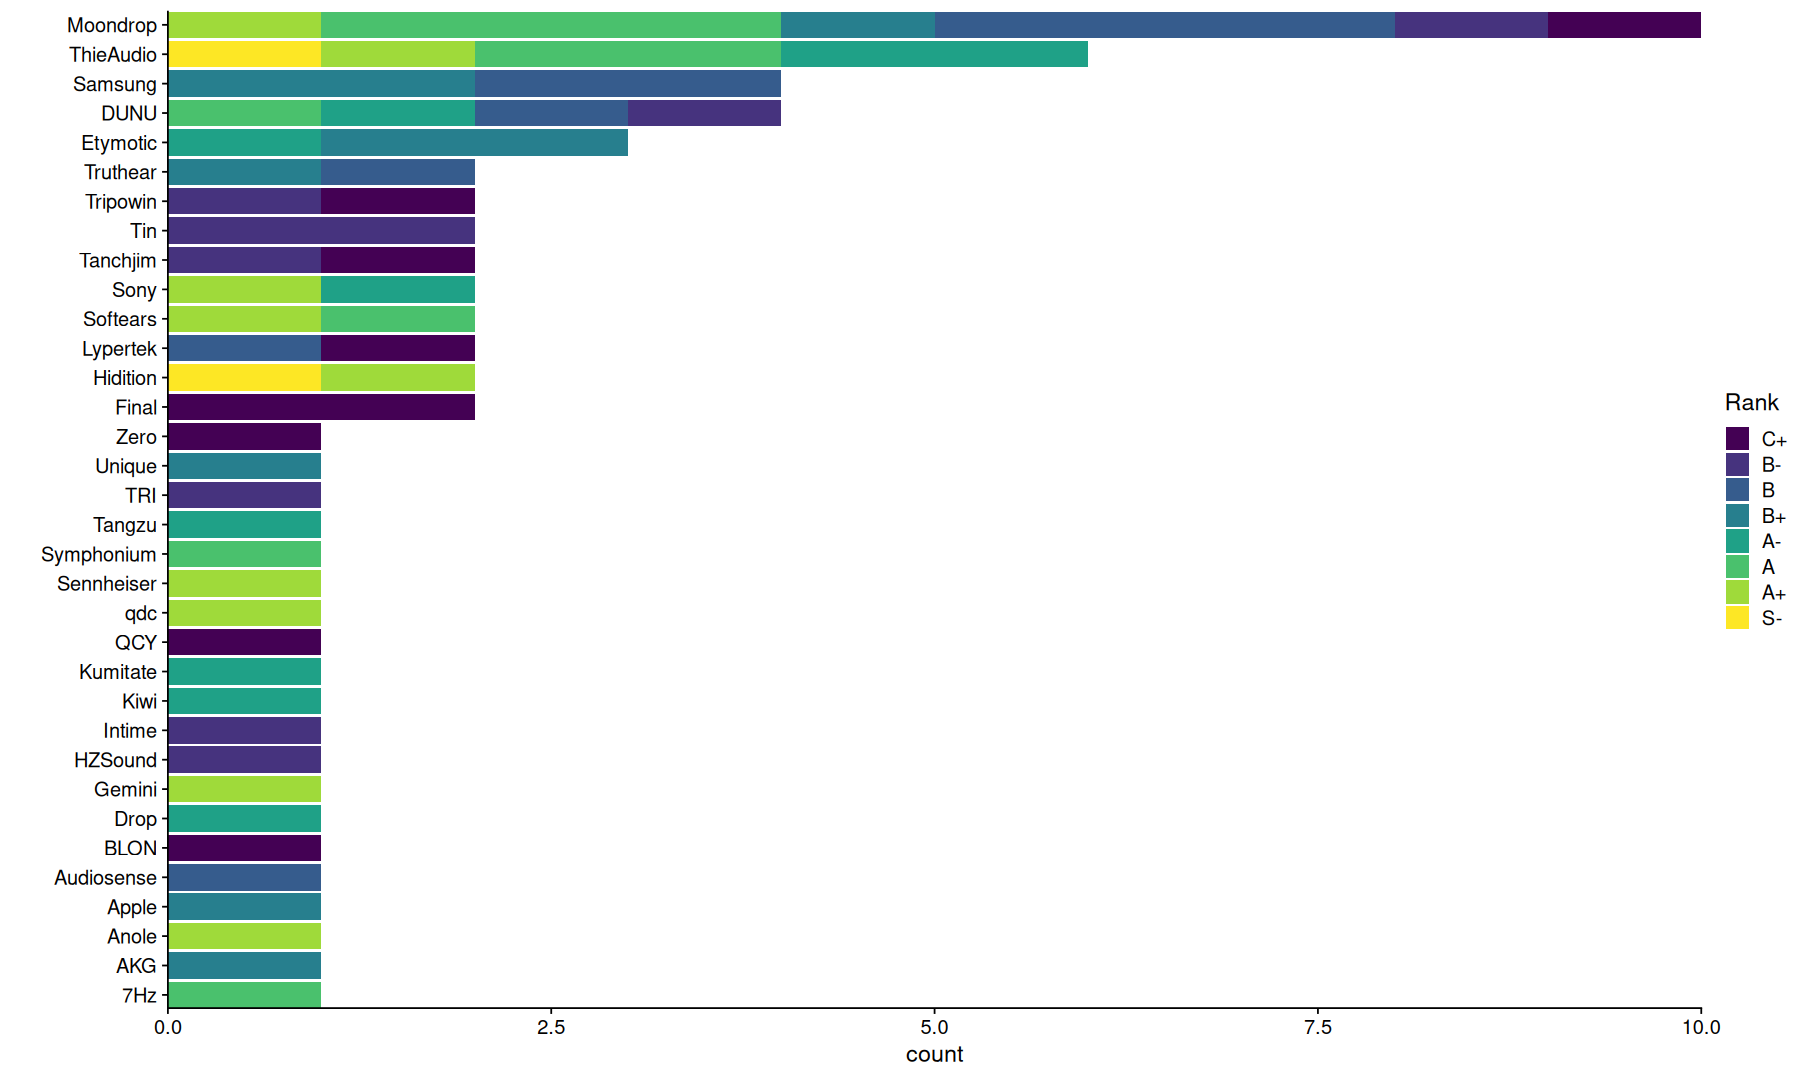 Moondrop
ThieAudio
Samsung
DUNU
Etymotic
Truthear
Tripowin
Tin
Tanchjim
Sony
Softears
Lypertek
Hidition
Final
Zero
Unique
TRI
Tangzu
Symphonium
Sennheiser
qdc
QCY
Kumitate
Kiwi
Intime
HZSound
Gemini
Drop
BLON
Audiosense
Apple
Anole
AKG
7Hz
0.0 2.5 5.0 7.5 10.0
count
Rank
C+
B-
B
B+
A-
A
A+
S-